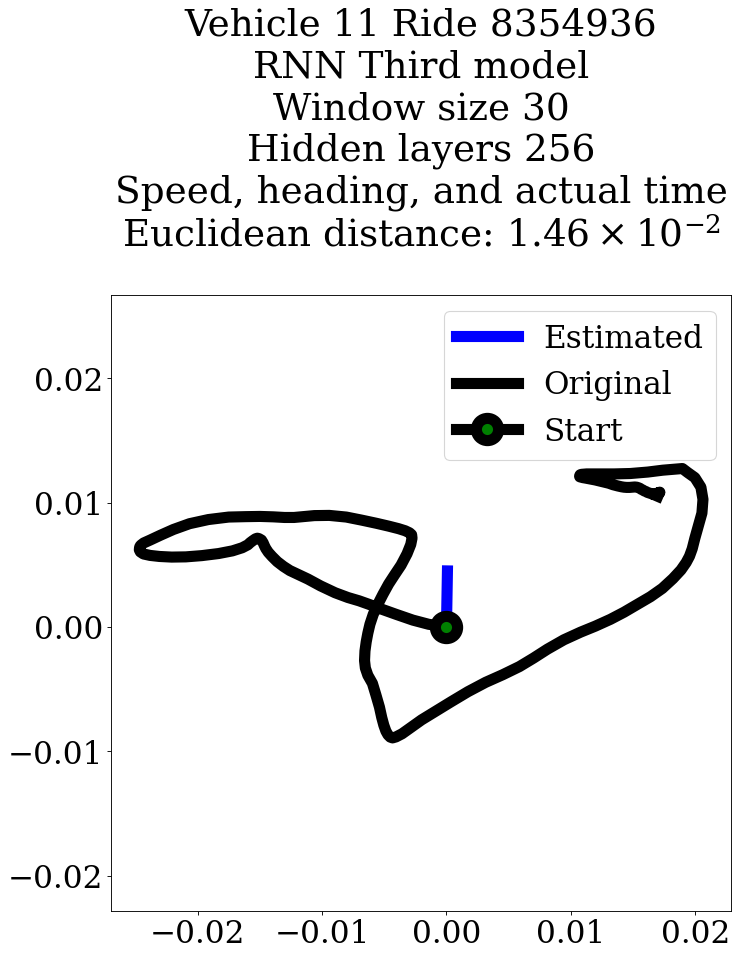 Vehicle 11 Ride 8354936
RNN Third model
Window size 30
Hidden layers 256
Speed, heading, and actual time
Euclidean distance: 1.46 × 10⁻²
Estimated
Original
Start
0.02
0.01
0.00
−0.01
−0.02
−0.02 −0.01 0.00 0.01 0.02